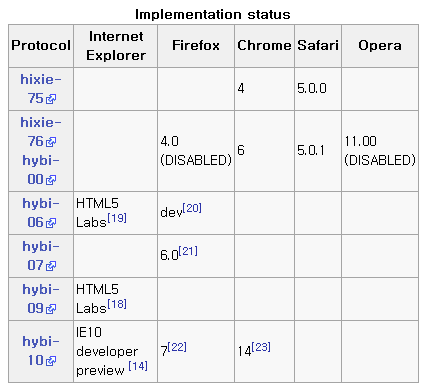 Implementation status
Protocol Internet Explorer Firefox Chrome Safari Opera
hixie-75 4 5.0.0
hixie-76 hybi-00 4.0 (DISABLED) 6 5.0.1 11.00 (DISABLED)
hybi-06 HTML5 Labs[19] dev[20]
hybi-07 6.0[21]
hybi-09 HTML5 Labs[18]
hybi-10 IE10 developer preview [14] 7[22] 14[23]